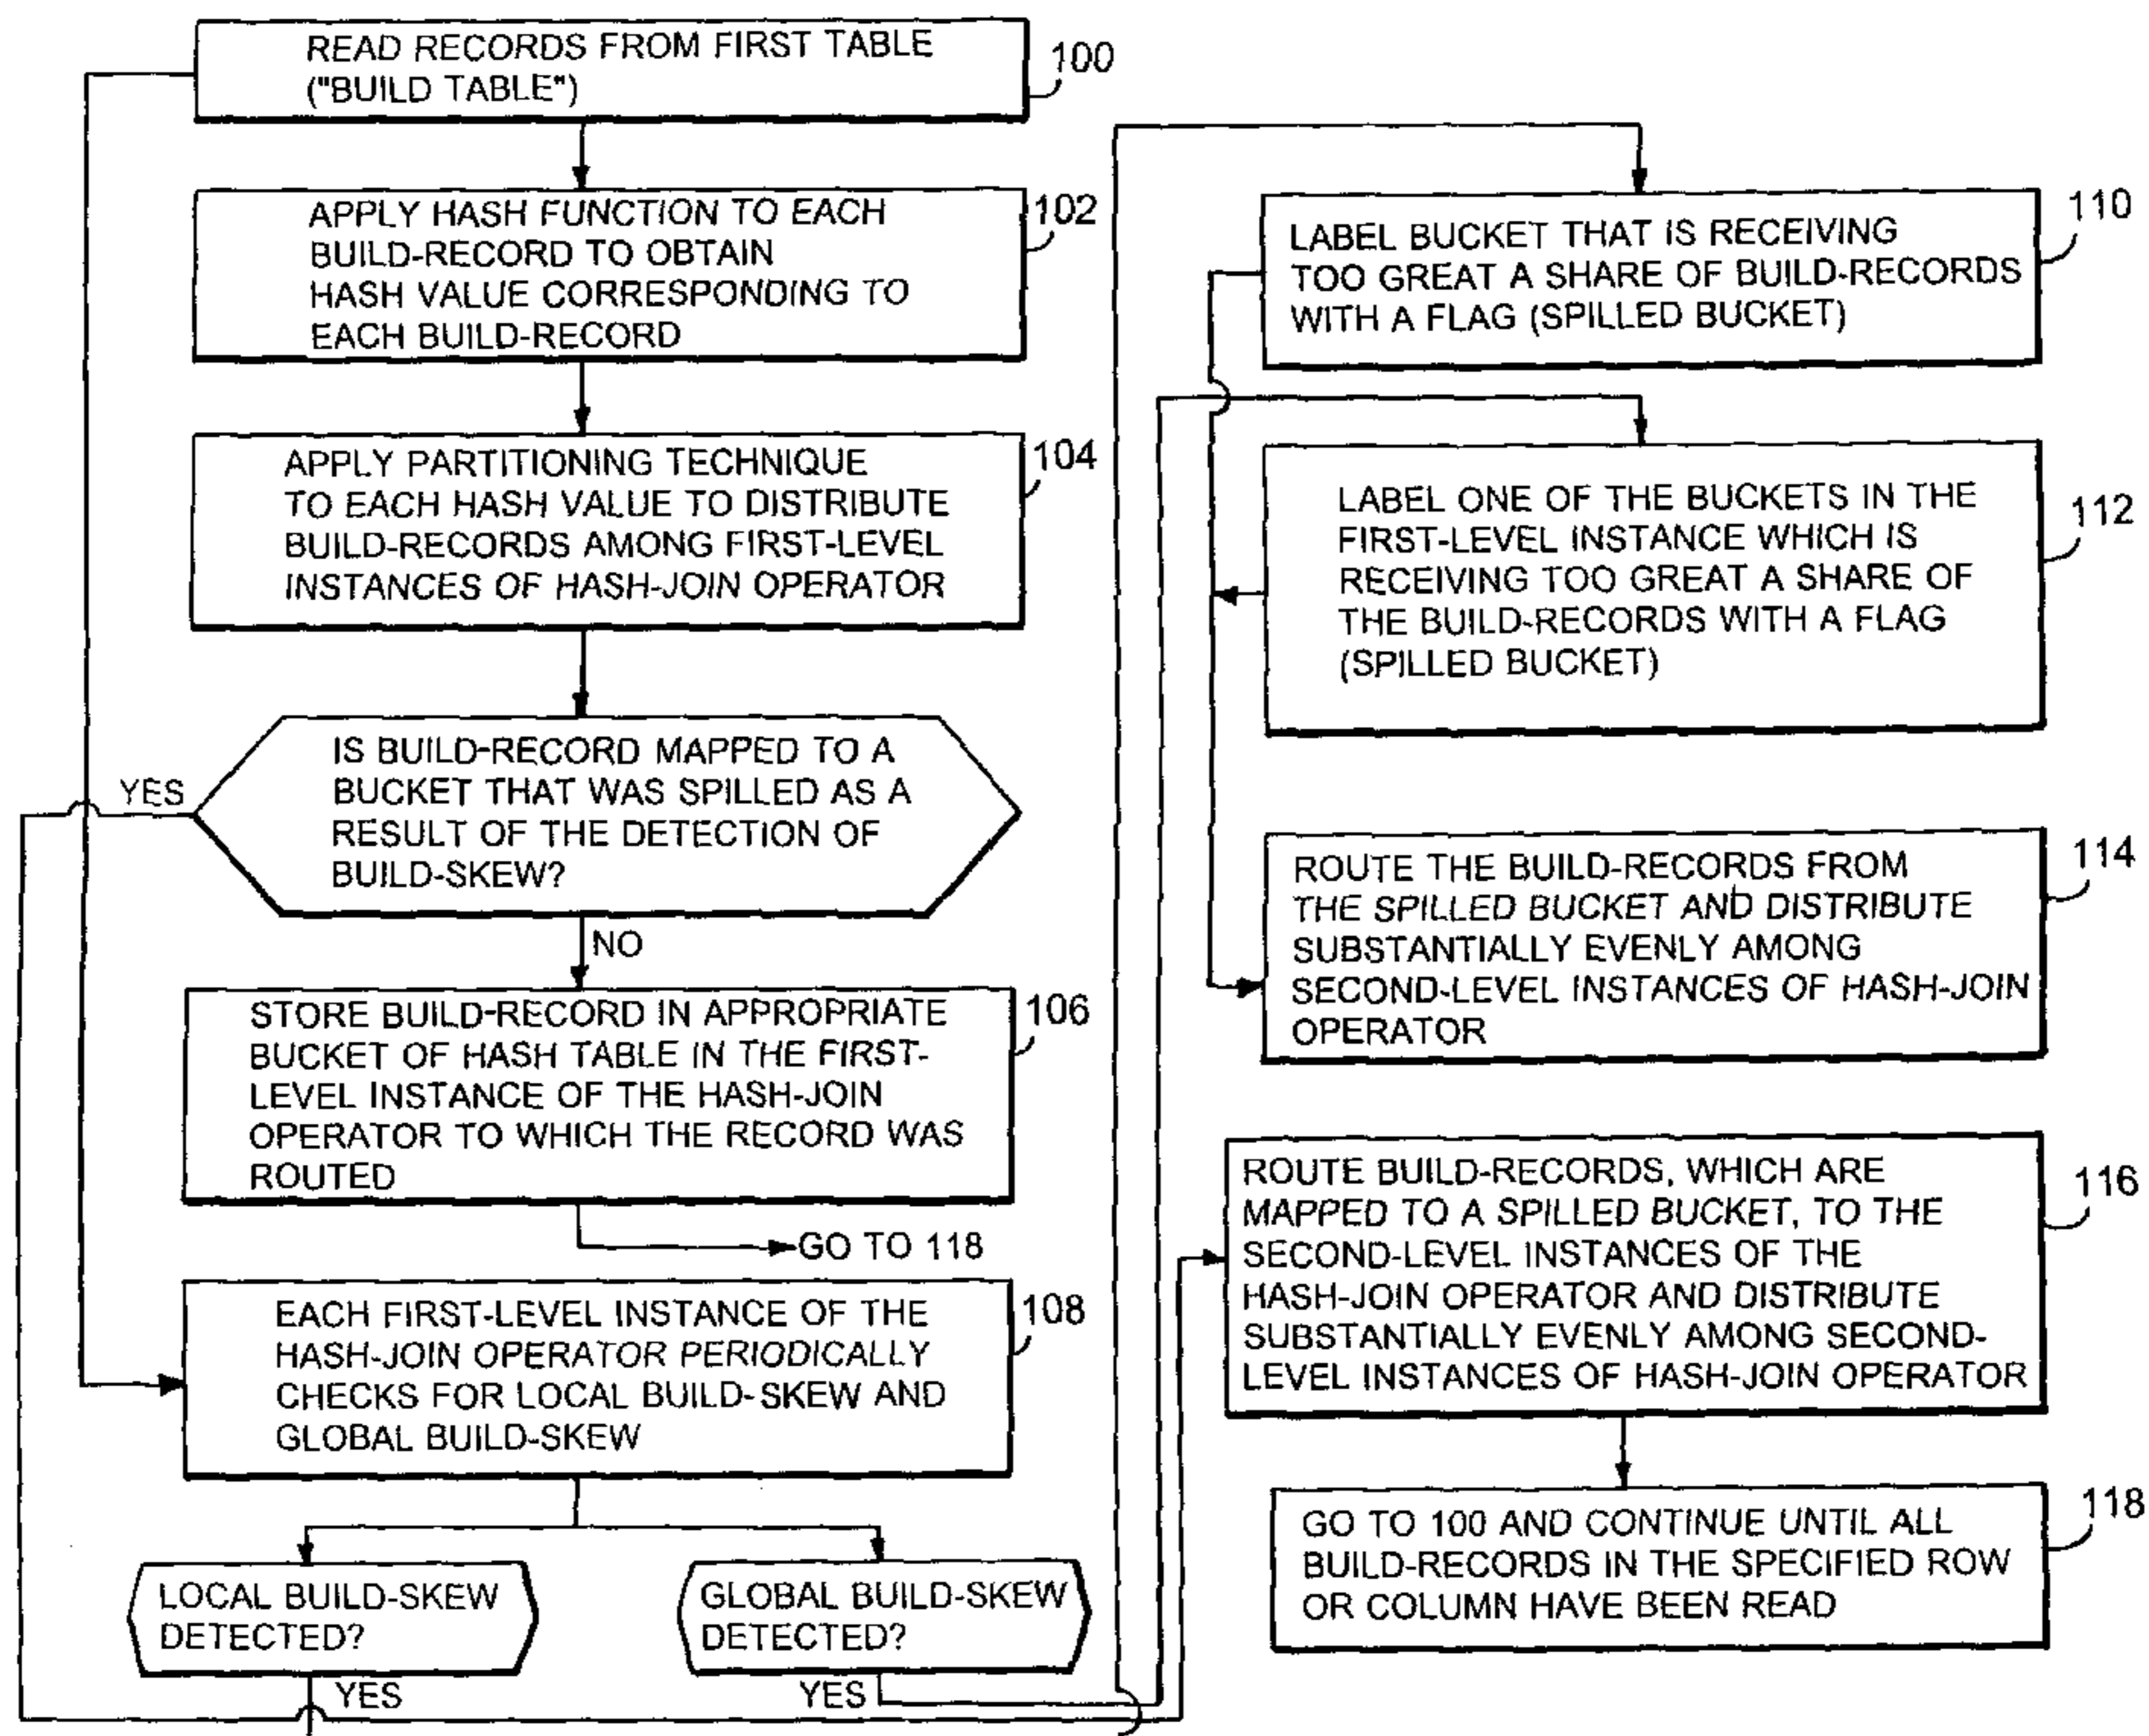 READ RECORDS FROM FIRST TABLE
("BUILD TABLE")
100
APPLY HASH FUNCTION TO EACH
BUILD-RECORD TO OBTAIN
HASH VALUE CORRESPONDING TO
EACH BUILD-RECORD
102
APPLY PARTITIONING TECHNIQUE
TO EACH HASH VALUE TO DISTRIBUTE
BUILD-RECORDS AMONG FIRST-LEVEL
INSTANCES OF HASH-JOIN OPERATOR
104
IS BUILD-RECORD MAPPED TO A
BUCKET THAT WAS SPILLED AS A
RESULT OF THE DETECTION OF
BUILD-SKEW?
YES
NO
STORE BUILD-RECORD IN APPROPRIATE
BUCKET OF HASH TABLE IN THE FIRST-
LEVEL INSTANCE OF THE HASH-JOIN
OPERATOR TO WHICH THE RECORD WAS
ROUTED
106
GO TO 118
EACH FIRST-LEVEL INSTANCE OF THE
HASH-JOIN OPERATOR PERIODICALLY
CHECKS FOR LOCAL BUILD-SKEW AND
GLOBAL BUILD-SKEW
108
LOCAL BUILD-SKEW
DETECTED?
YES
GLOBAL BUILD-SKEW
DETECTED?
YES
LABEL BUCKET THAT IS RECEIVING
TOO GREAT A SHARE OF BUILD-RECORDS
WITH A FLAG (SPILLED BUCKET)
110
LABEL ONE OF THE BUCKETS IN THE
FIRST-LEVEL INSTANCE WHICH IS
RECEIVING TOO GREAT A SHARE OF
THE BUILD-RECORDS WITH A FLAG
(SPILLED BUCKET)
112
ROUTE THE BUILD-RECORDS FROM
THE SPILLED BUCKET AND DISTRIBUTE
SUBSTANTIALLY EVENLY AMONG
SECOND-LEVEL INSTANCES OF HASH-JOIN
OPERATOR
114
ROUTE BUILD-RECORDS, WHICH ARE
MAPPED TO A SPILLED BUCKET, TO THE
SECOND-LEVEL INSTANCES OF THE
HASH-JOIN OPERATOR AND DISTRIBUTE
SUBSTANTIALLY EVENLY AMONG SECOND-
LEVEL INSTANCES OF HASH-JOIN OPERATOR
116
GO TO 100 AND CONTINUE UNTIL ALL
BUILD-RECORDS IN THE SPECIFIED ROW
OR COLUMN HAVE BEEN READ
118